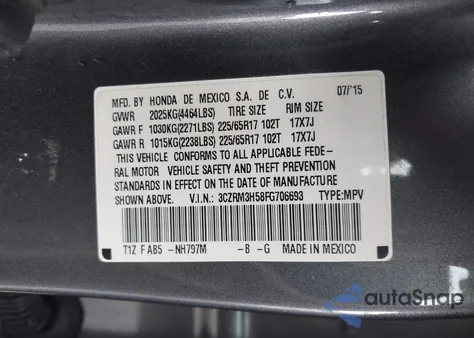 MFD. BY HONDA DE MEXICO S.A. DE C.V. 07/15
GVWR 2025KG(4464LBS) TIRE SIZE RIM SIZE
GAWR F 1030KG(2271LBS) 225/65R17 102T 17X7J
GAWR R 1015KG(2238LBS) 225/65R17 102T 17X7J
THIS VEHICLE CONFORMS TO ALL APPLICABLE FEDE-
RAL MOTOR VEHICLE SAFETY AND THEFT PREVENTION
STANDARDS IN EFFECT ON THE DATE OF MANUFACTURE
SHOWN ABOVE. V.I.N.: 3CZRM3H58FG706693 TYPE:MPV
T1Z F AB5 -NH797M -B -G MADE IN MEXICO
autoSnap